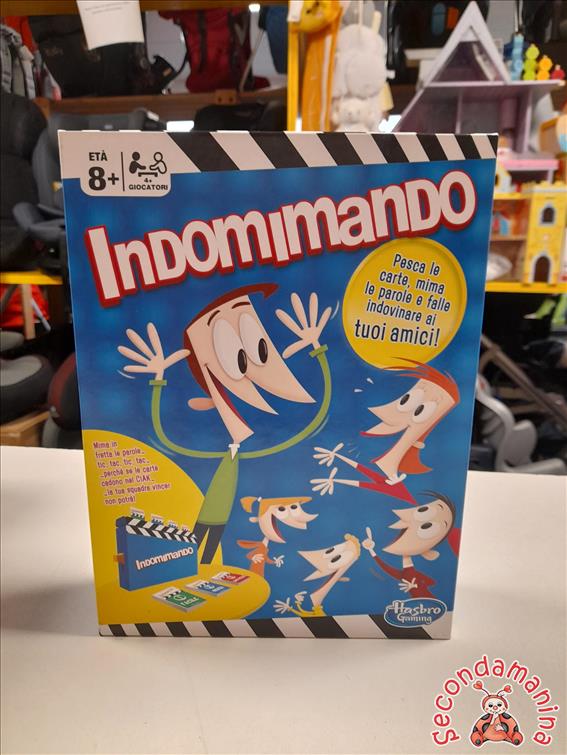 ETÀ
8+
4+
GIOCATORI
INDOMIMANDO
Pesca le
carte, mima
le parole e falle
indovinare ai
tuoi amici!
Mima in
fretta le parole...
tic, tac, tic, tac...
...perché se le carte
cadono nel CIAK...
...la tua squadra vincer
non potrà!
INDOMIMANDO
FACILE
Hasbro
Gaming
Secondamanina